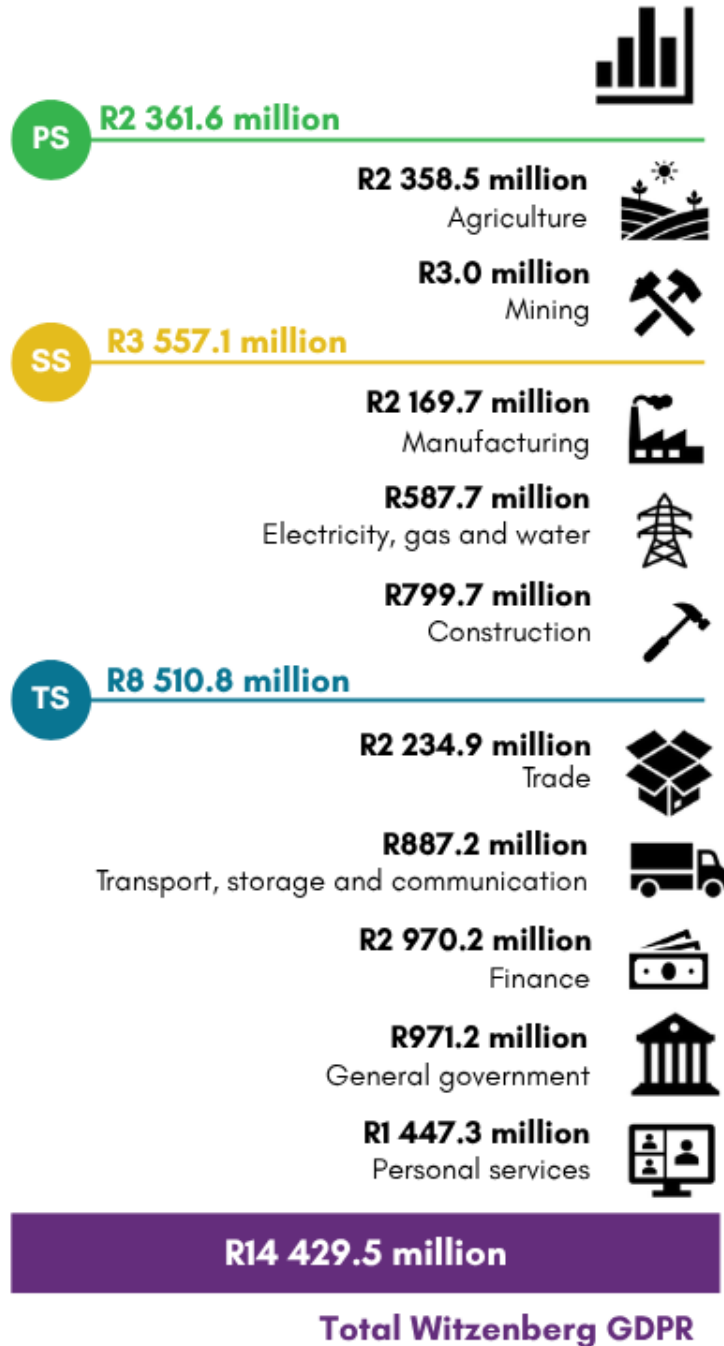 PS
R2 361.6 million
R2 358.5 million
Agriculture
R3.0 million
Mining
SS
R3 557.1 million
R2 169.7 million
Manufacturing
R587.7 million
Electricity, gas and water
R799.7 million
Construction
TS
R8 510.8 million
R2 234.9 million
Trade
R887.2 million
Transport, storage and communication
R2 970.2 million
Finance
R971.2 million
General government
R1 447.3 million
Personal services
R14 429.5 million
Total Witzenberg GDPR